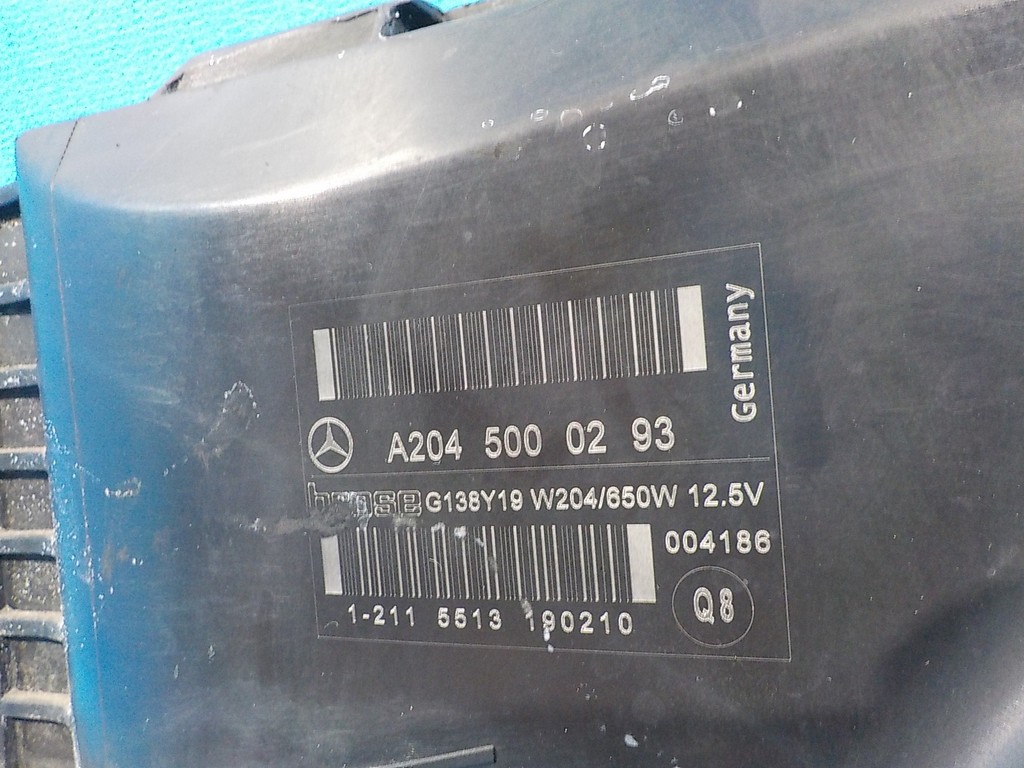 Germany
A204 500 02 93
brose G138Y19 W204/650W 12.5V
004186
1-211 5513 190210
Q8